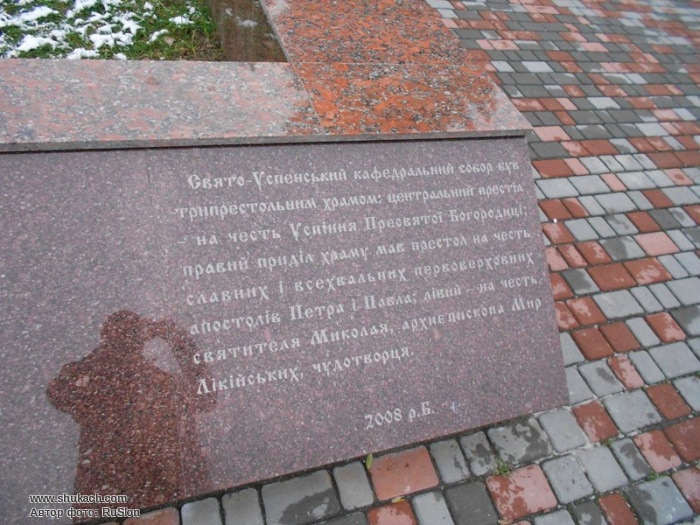 Свято-Успенський кафедральний собор був
трипрестольним храмом: центральний престіл
- на честь Успіння Пресвятої Богородиці;
правий приділ храму мав престол на честь
славних і всехвальних первоверховних
апостолів Петра і Павла; лівий - на честь
святителя Миколая, архиепископа Мир
Лікійських, чудотворця.
2008 р.Б.
www.shukach.com
Автор фото: RuSlon